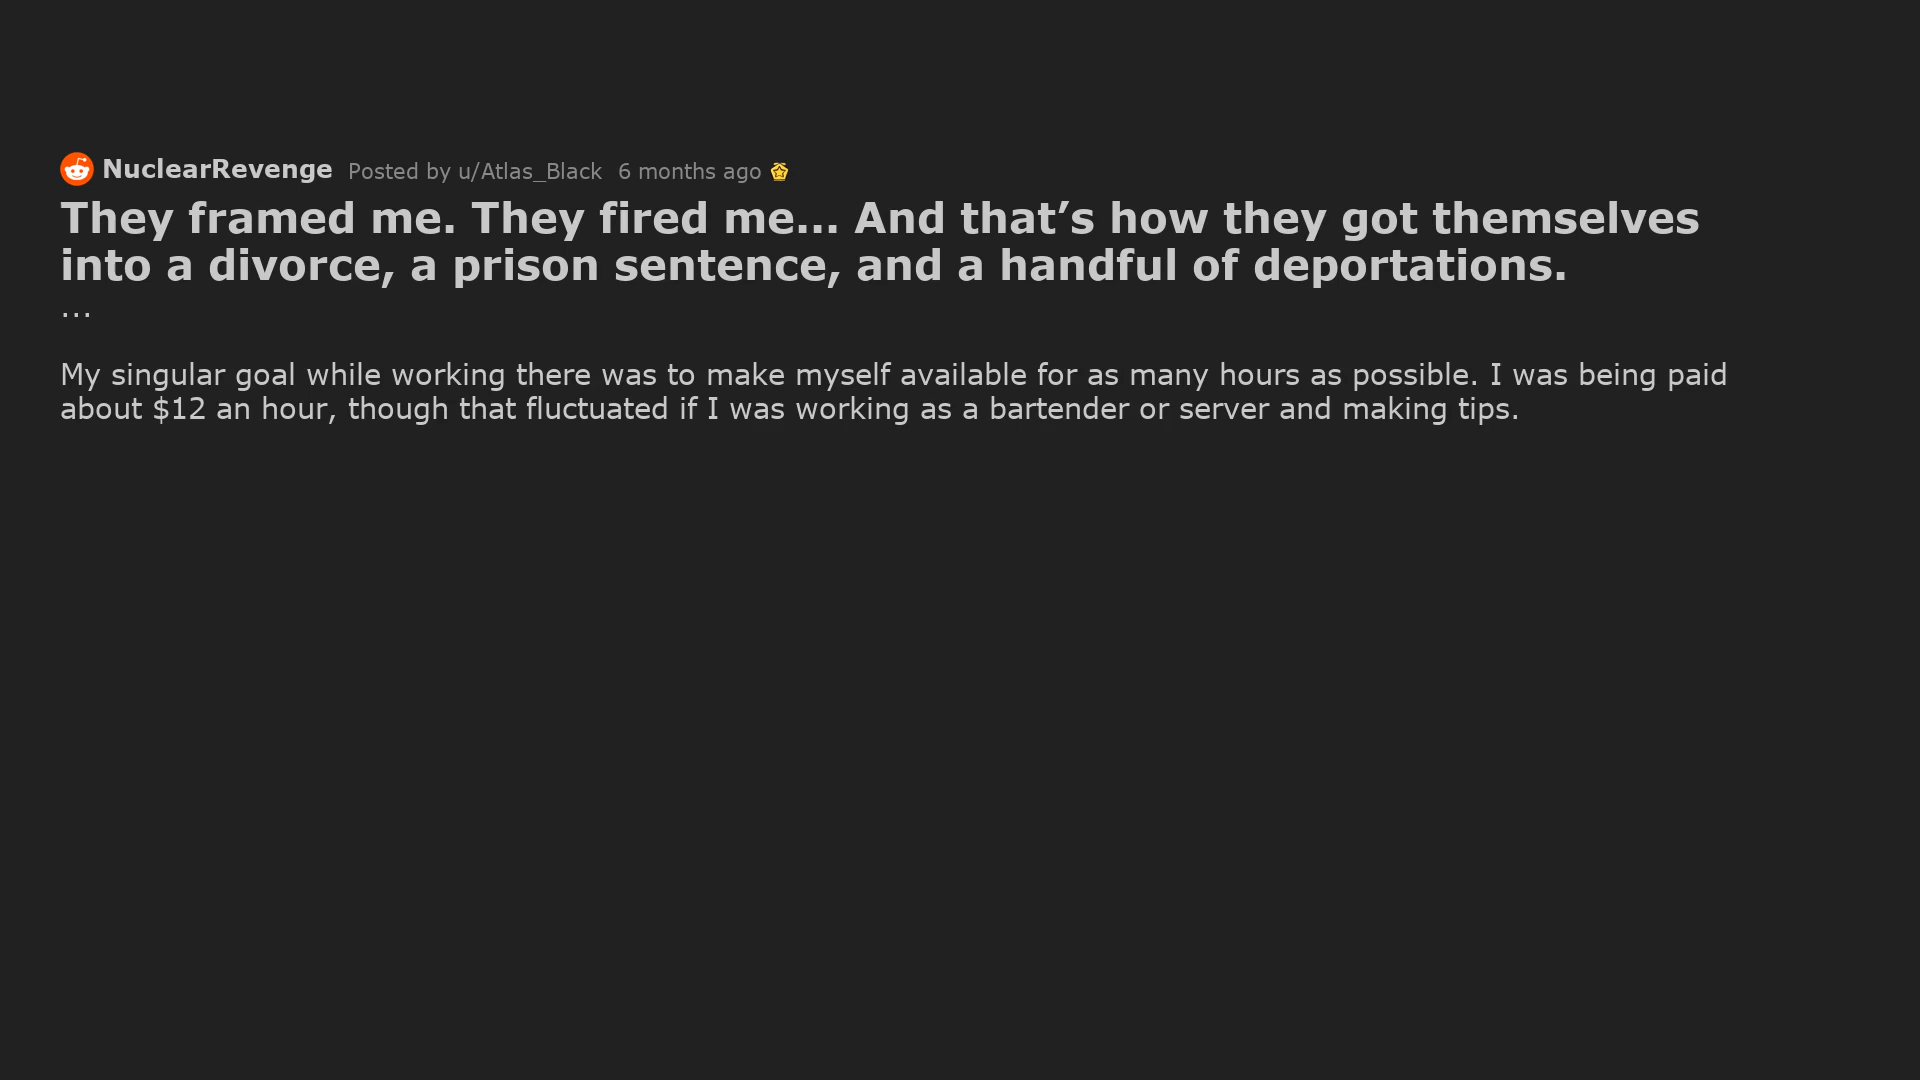 NuclearRevenge Posted by u/Atlas_Black 6 months ago
They framed me. They fired me... And that’s how they got themselves
into a divorce, a prison sentence, and a handful of deportations.
...
My singular goal while working there was to make myself available for as many hours as possible. I was being paid
about $12 an hour, though that fluctuated if I was working as a bartender or server and making tips.